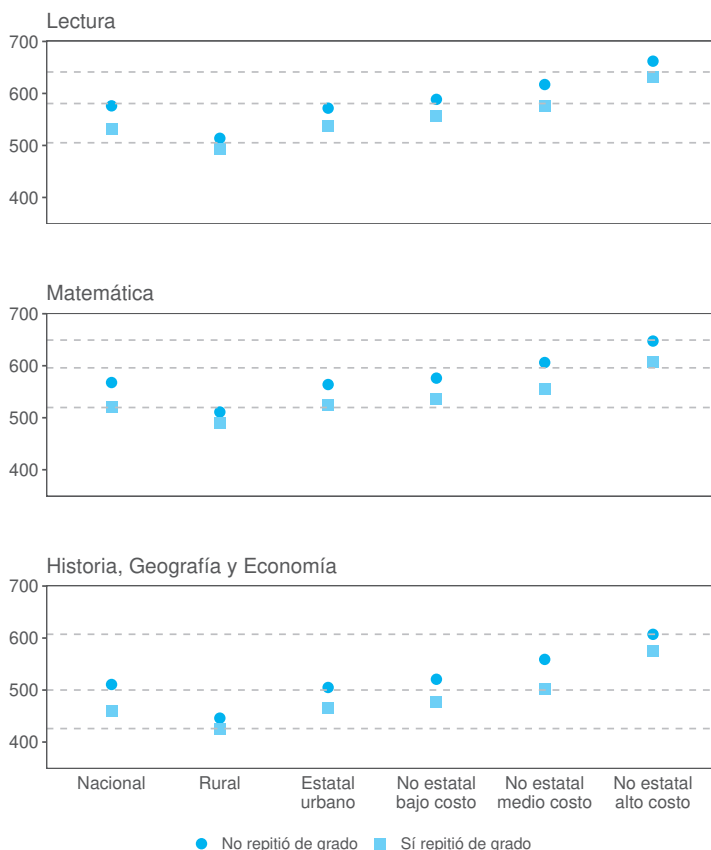 Lectura
700
600
500
400
Matemática
700
600
500
400
Historia, Geografía y Economía
700
600
500
400
Nacional
Rural
Estatal
urbano
No estatal
bajo costo
No estatal
medio costo
No estatal
alto costo
No repitió de grado
Sí repitió de grado